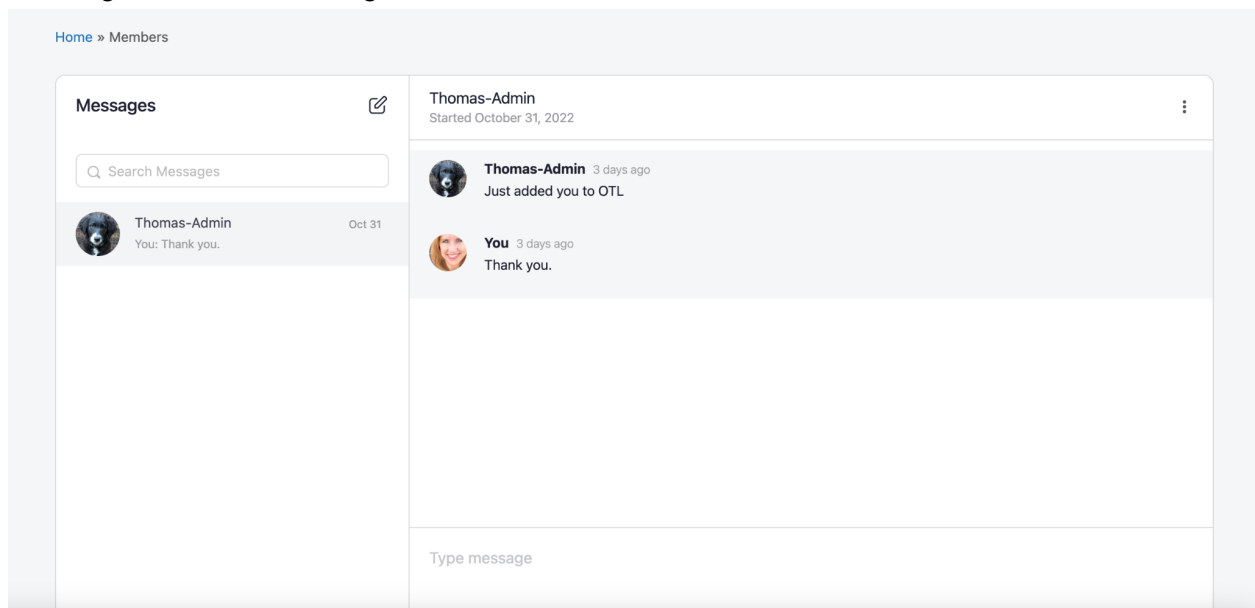 Home » Members
Messages
Search Messages
Thomas-Admin Oct 31
You: Thank you.
Thomas-Admin
Started October 31, 2022
Thomas-Admin 3 days ago
Just added you to OTL
You 3 days ago
Thank you.
Type message